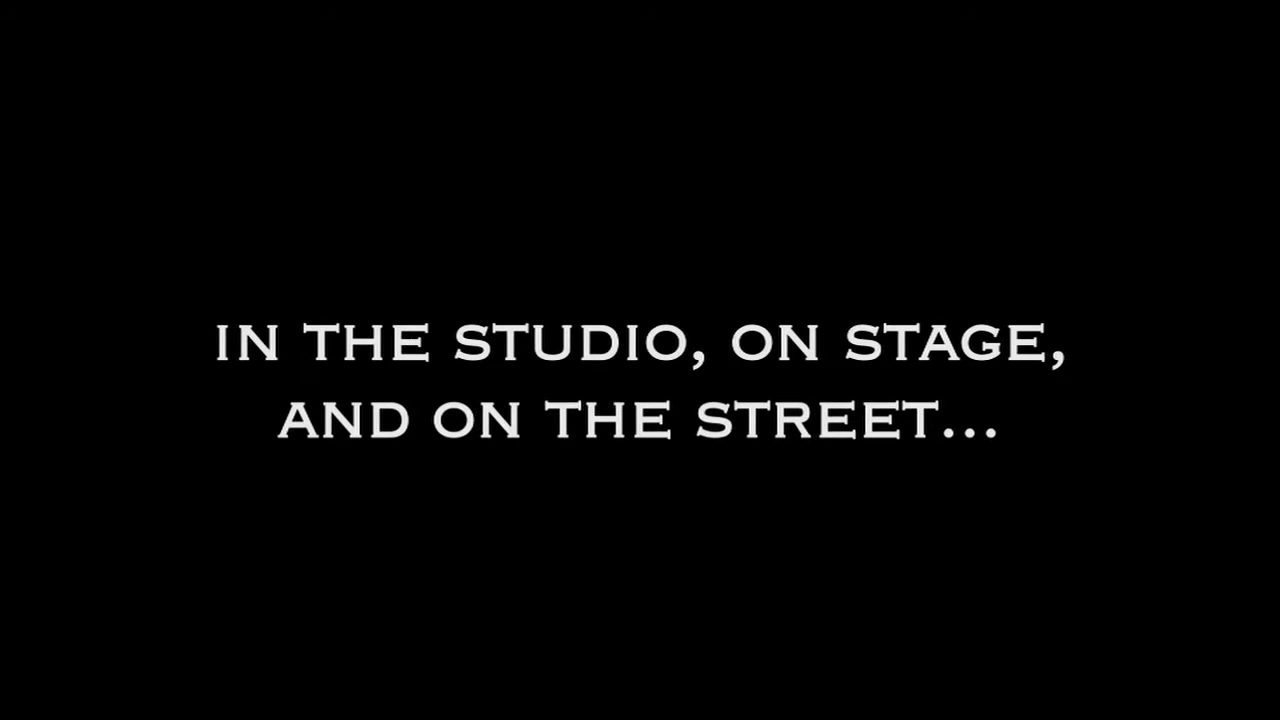 IN THE STUDIO, ON STAGE,
AND ON THE STREET...